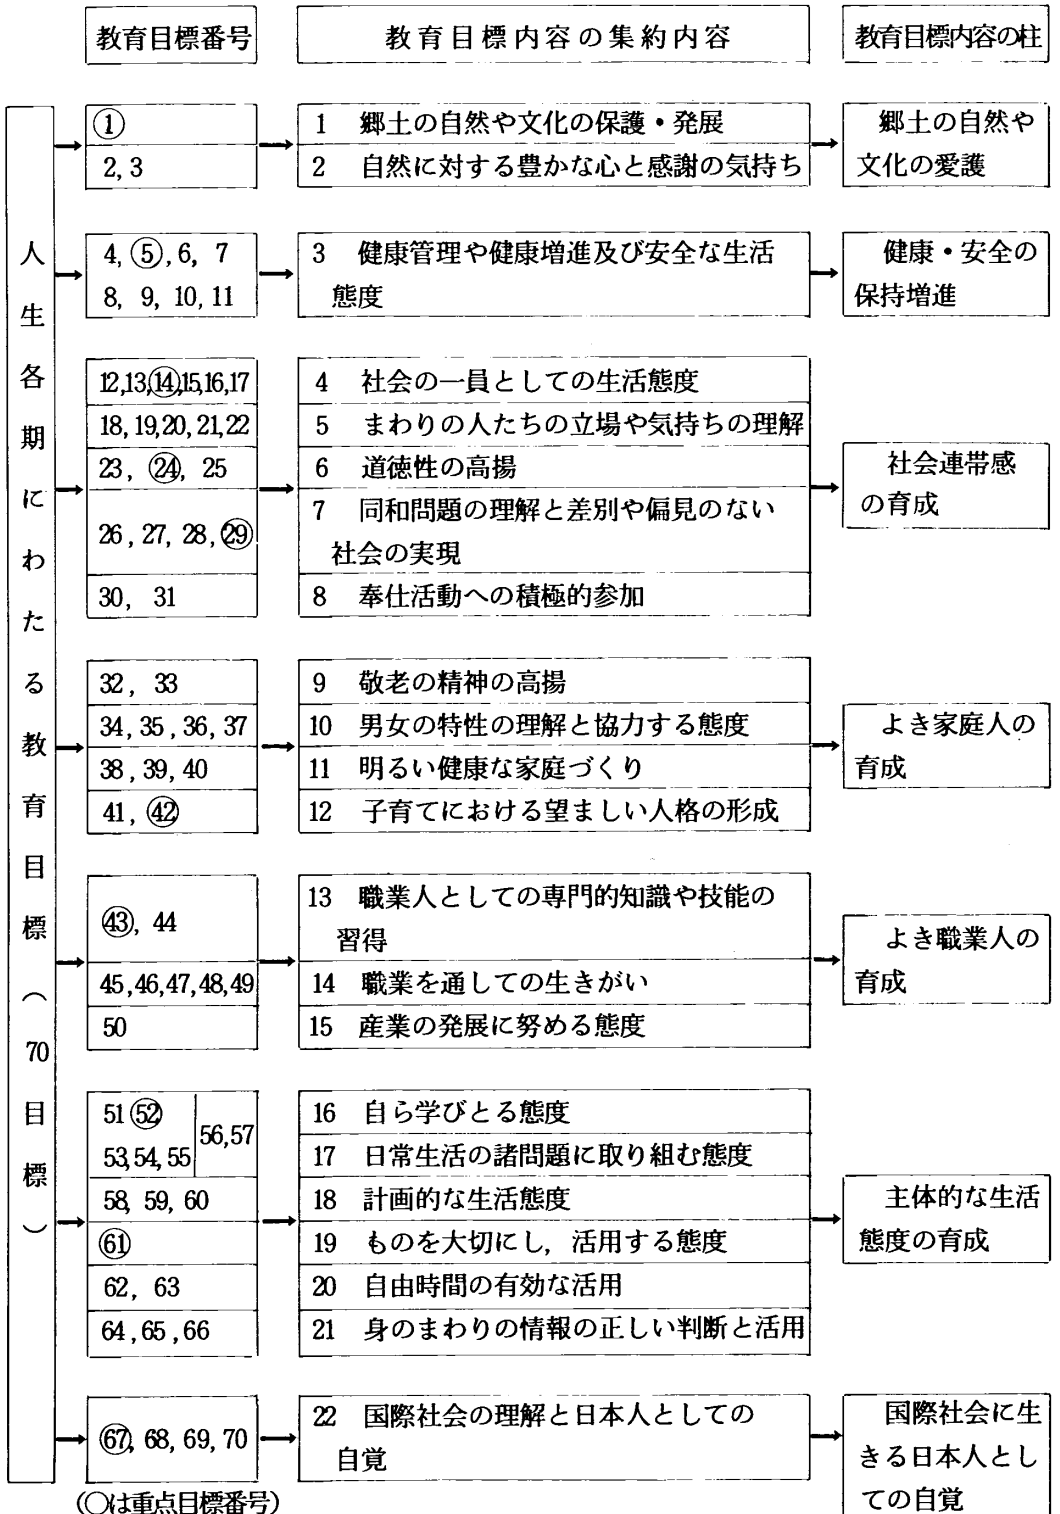 教育目標番号 教育目標内容の集約内容 教育目標内容の柱
人生各期にわたる教育目標（70目標）
① 1 郷土の自然や文化の保護・発展
2, 3 2 自然に対する豊かな心と感謝の気持ち
郷土の自然や
文化の愛護
4, ⑤, 6, 7
8, 9, 10, 11
3 健康管理や健康増進及び安全な生活
態度
健康・安全の
保持増進
12,13,⑭,15,16,17 4 社会の一員としての生活態度
18, 19,20, 21,22 5 まわりの人たちの立場や気持ちの理解
23, ㉔, 25 6 道徳性の高揚
26, 27, 28, ㉙ 7 同和問題の理解と差別や偏見のない
社会の実現
30, 31 8 奉仕活動への積極的参加
社会連帯感
の育成
32, 33 9 敬老の精神の高揚
34, 35, 36, 37 10 男女の特性の理解と協力する態度
38, 39, 40 11 明るい健康な家庭づくり
41, ㊷ 12 子育てにおける望ましい人格の形成
よき家庭人の
育成
㊸, 44 13 職業人としての専門的知識や技能の
習得
45,46,47,48,49 14 職業を通しての生きがい
50 15 産業の発展に努める態度
よき職業人の
育成
51 (52)
53,54,55
56,57
16 自ら学びとる態度
17 日常生活の諸問題に取り組む態度
58, 59, 60 18 計画的な生活態度
(61) 19 ものを大切にし，活用する態度
62, 63 20 自由時間の有効な活用
64, 65, 66 21 身のまわりの情報の正しい判断と活用
主体的な生活
態度の育成
(67), 68, 69, 70 22 国際社会の理解と日本人としての
自覚
国際社会に生
きる日本人とし
ての自覚
(○は重点目標番号)